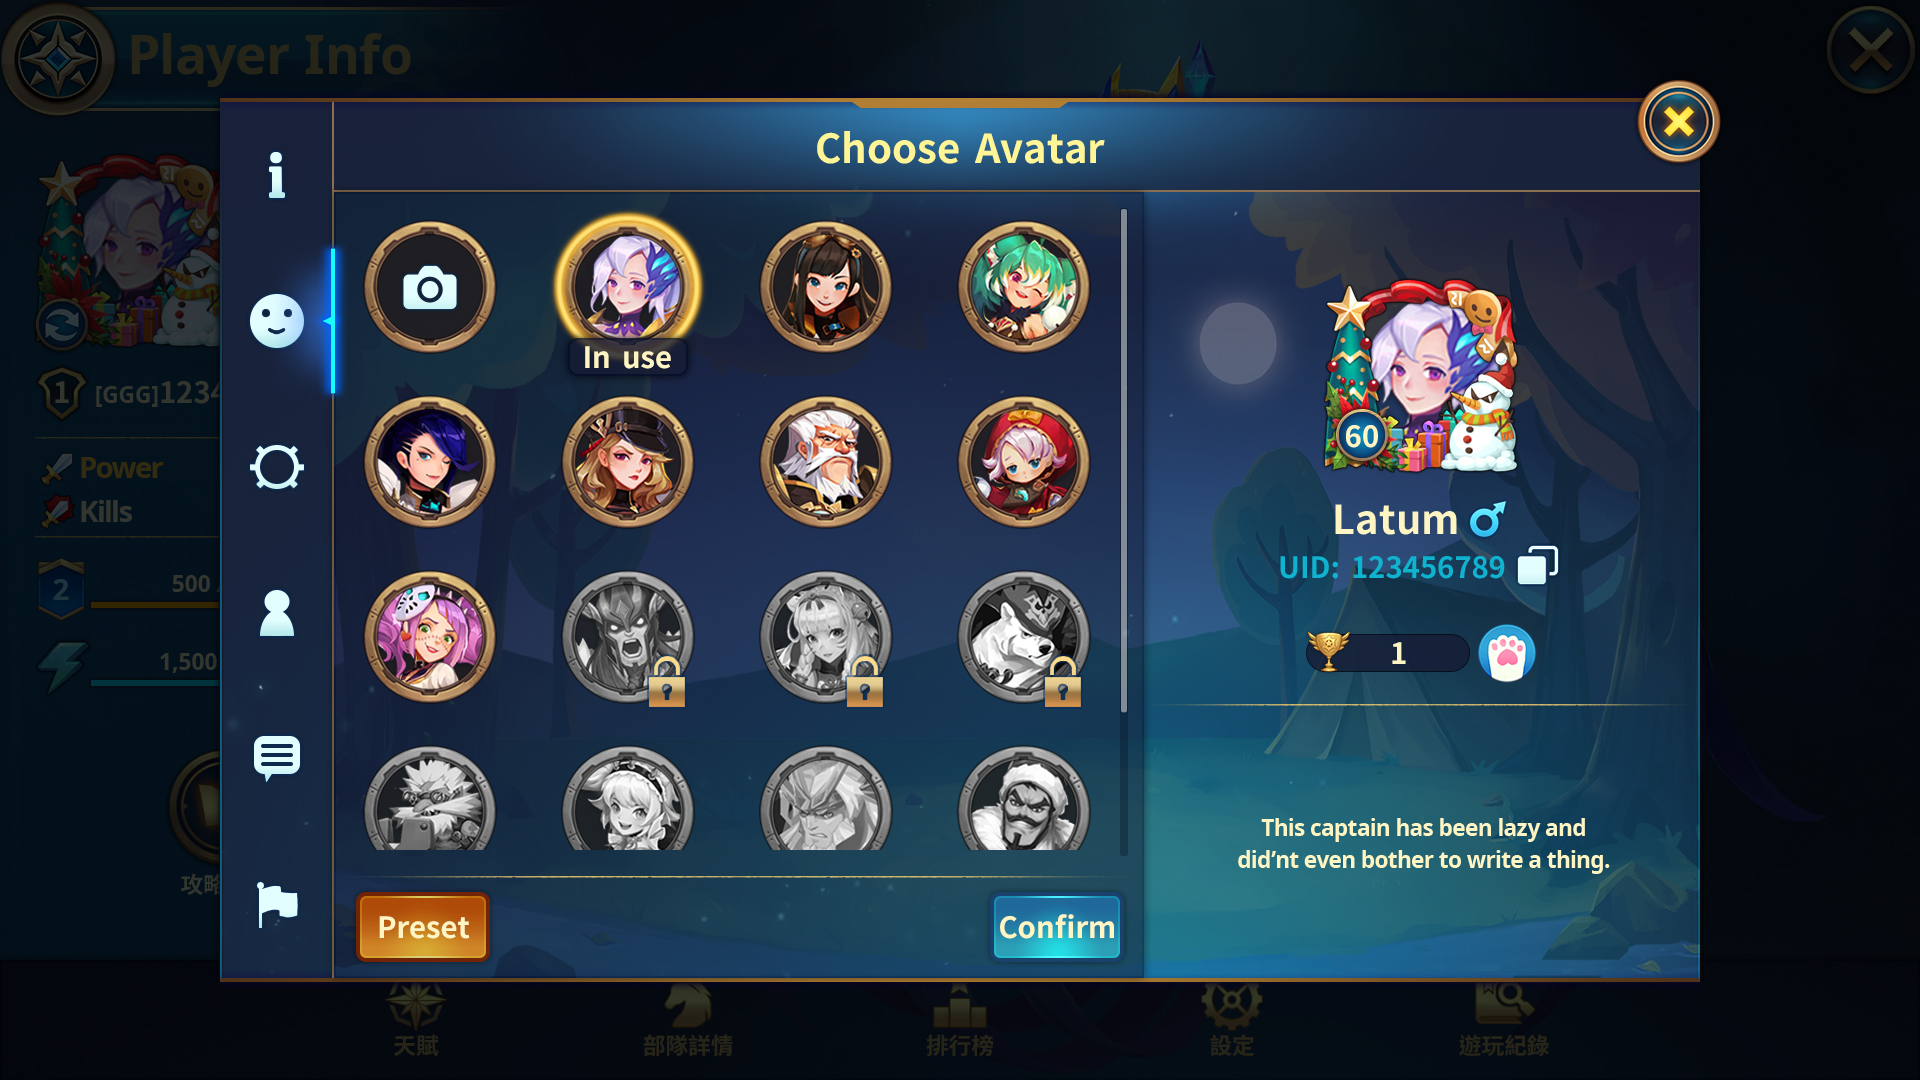 Player Info
Choose Avatar
In use
[GGG]1234
1
Power
Kills
2
500
1,500
攻略
60
Latum
UID: 123456789
1
This captain has been lazy and
did'nt even bother to write a thing.
Preset
Confirm
天賦
部隊詳情
排行榜
設定
遊玩紀錄